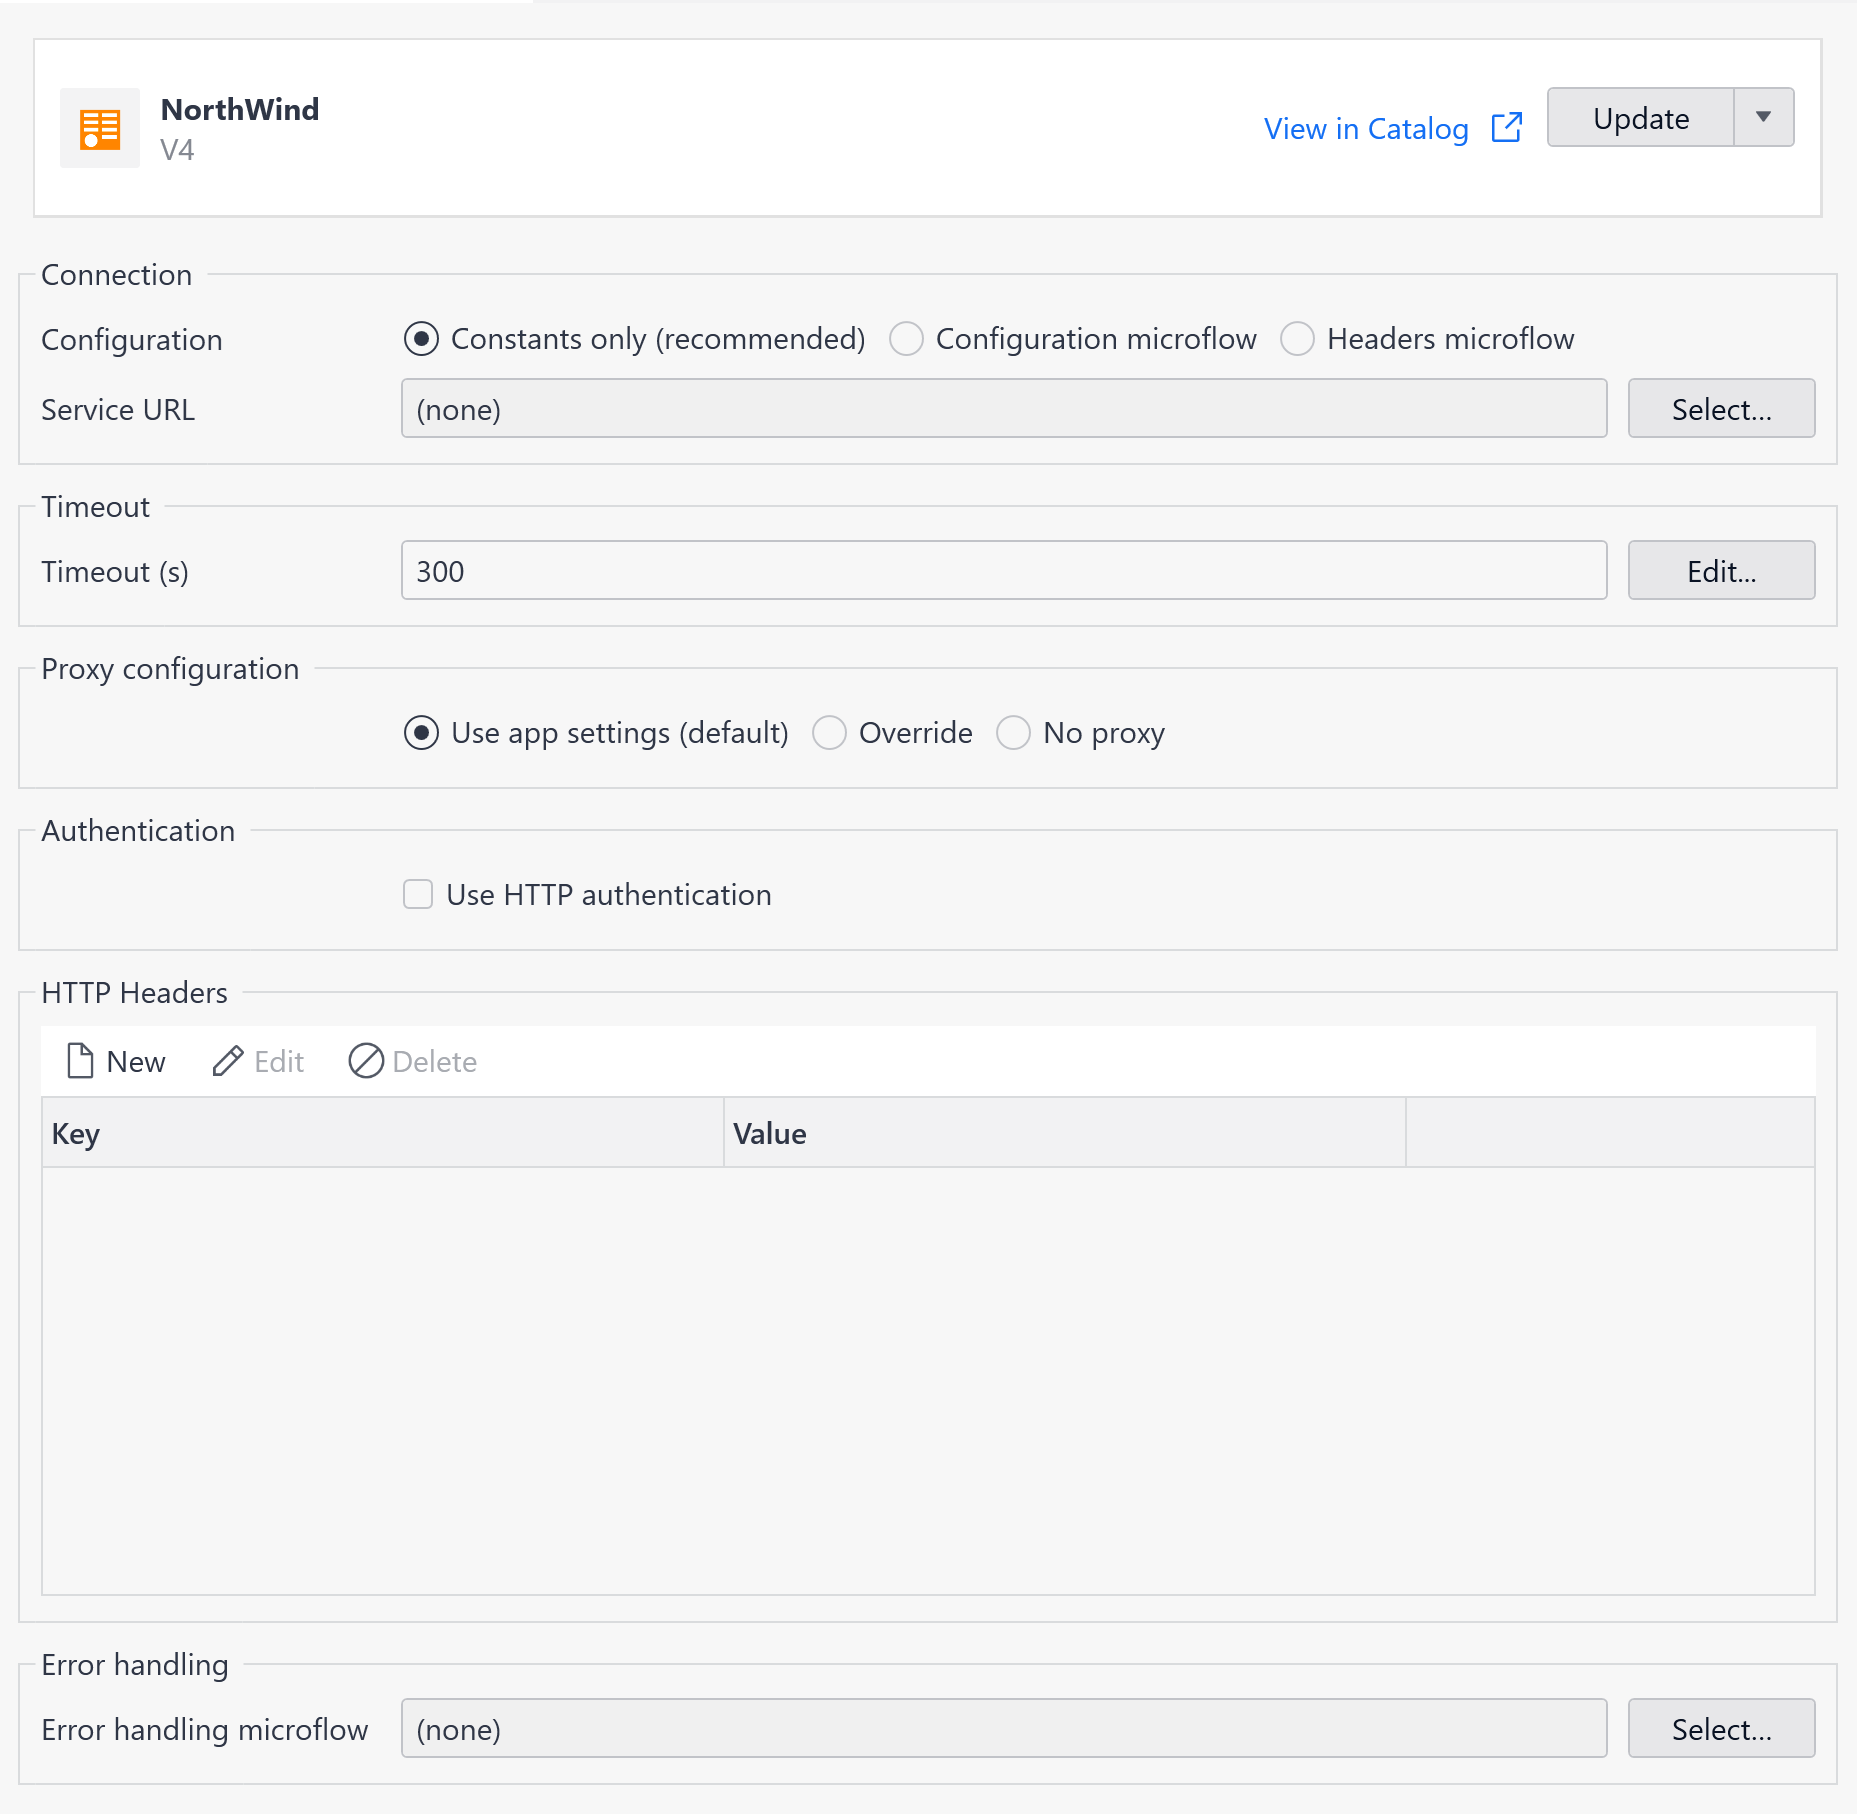 NorthWind
V4
View in Catalog
Update
Connection
Configuration Constants only (recommended) Configuration microflow Headers microflow
Service URL (none) Select...
Timeout
Timeout (s) 300 Edit...
Proxy configuration
Use app settings (default) Override No proxy
Authentication
Use HTTP authentication
HTTP Headers
New Edit Delete
Key Value
Error handling
Error handling microflow (none) Select...